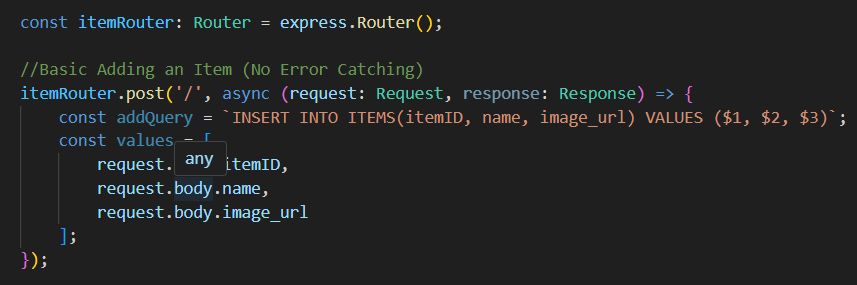 const itemRouter: Router = express.Router();
//Basic Adding an Item (No Error Catching)
itemRouter.post('/', async (request: Request, response: Response) => {
const addQuery = `INSERT INTO ITEMS(itemID, name, image_url) VALUES ($1, $2, $3)`;
const values = [
any
request. itemID,
request.body.name,
request.body.image_url
];
});